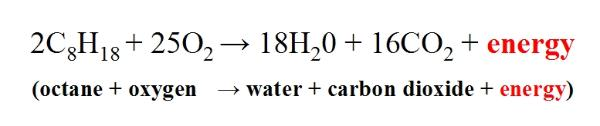 2C₈H₁₈ + 25O₂ → 18H₂0 + 16CO₂ + energy
(octane + oxygen → water + carbon dioxide + energy)